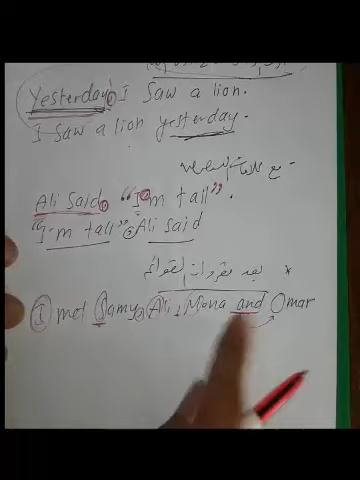 Yesterday, I saw a lion.
I saw a lion yesterday.
- مع علامات التنصيص
Ali said, "I'm tall".
"I'm tall", Ali said
* بعد مفردات القوائم
I met Samy, Ali, Mona and Omar